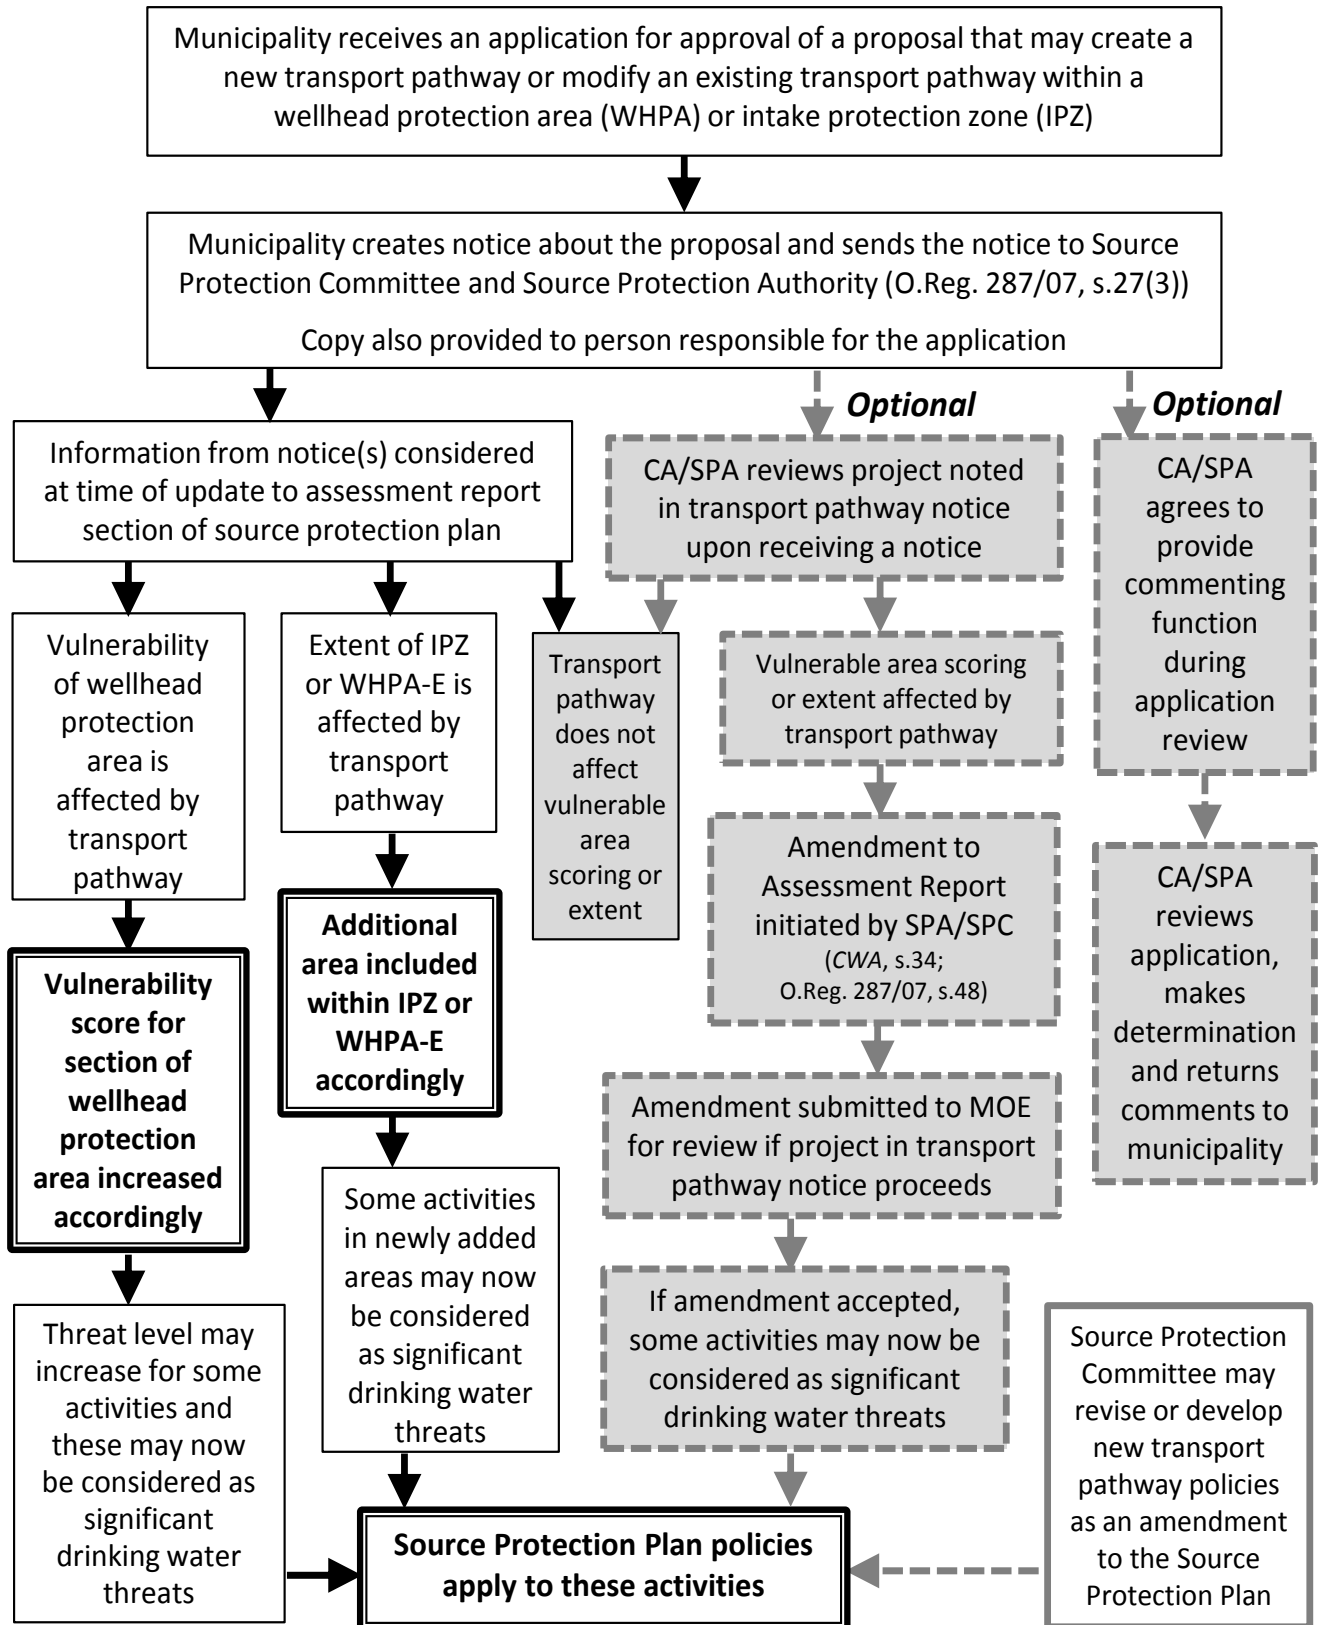 Municipality receives an application for approval of a proposal that may create a
new transport pathway or modify an existing transport pathway within a
wellhead protection area (WHPA) or intake protection zone (IPZ)
Municipality creates notice about the proposal and sends the notice to Source
Protection Committee and Source Protection Authority (O.Reg. 287/07, s.27(3))
Copy also provided to person responsible for the application
Optional
Optional
Information from notice(s) considered
at time of update to assessment report
section of source protection plan
CA/SPA reviews project noted
in transport pathway notice
upon receiving a notice
CA/SPA
agrees to
provide
commenting
function
during
application
review
Vulnerability
of wellhead
protection
area is
affected by
transport
pathway
Extent of IPZ
or WHPA-E is
affected by
transport
pathway
Transport
pathway
does not
affect
vulnerable
area
scoring or
extent
Vulnerable area scoring
or extent affected by
transport pathway
Amendment to
Assessment Report
initiated by SPA/SPC
(CWA, s.34;
O.Reg. 287/07, s.48)
CA/SPA
reviews
application,
makes
determination
and returns
comments to
municipality
Vulnerability
score for
section of
wellhead
protection
area increased
accordingly
Additional
area included
within IPZ or
WHPA-E
accordingly
Amendment submitted to MOE
for review if project in transport
pathway notice proceeds
Some activities
in newly added
areas may now
be considered
as significant
drinking water
threats
If amendment accepted,
some activities may now be
considered as significant
drinking water threats
Threat level may
increase for some
activities and
these may now
be considered as
significant
drinking water
threats
Source Protection
Committee may
revise or develop
new transport
pathway policies
as an amendment
to the Source
Protection Plan
Source Protection Plan policies
apply to these activities